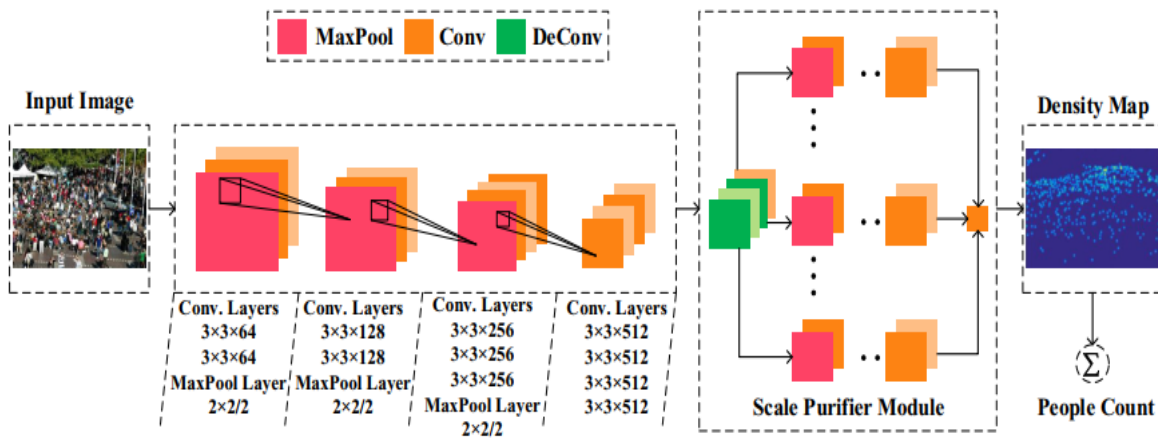 MaxPool Conv DeConv
Input Image
Density Map
Conv. Layers
3×3×64
3×3×64
MaxPool Layer
2×2/2
Conv. Layers
3×3×128
3×3×128
MaxPool Layer
2×2/2
Conv. Layers
3×3×256
3×3×256
3×3×256
MaxPool Layer
2×2/2
Conv. Layers
3×3×512
3×3×512
3×3×512
3×3×512
Scale Purifier Module
Σ
People Count